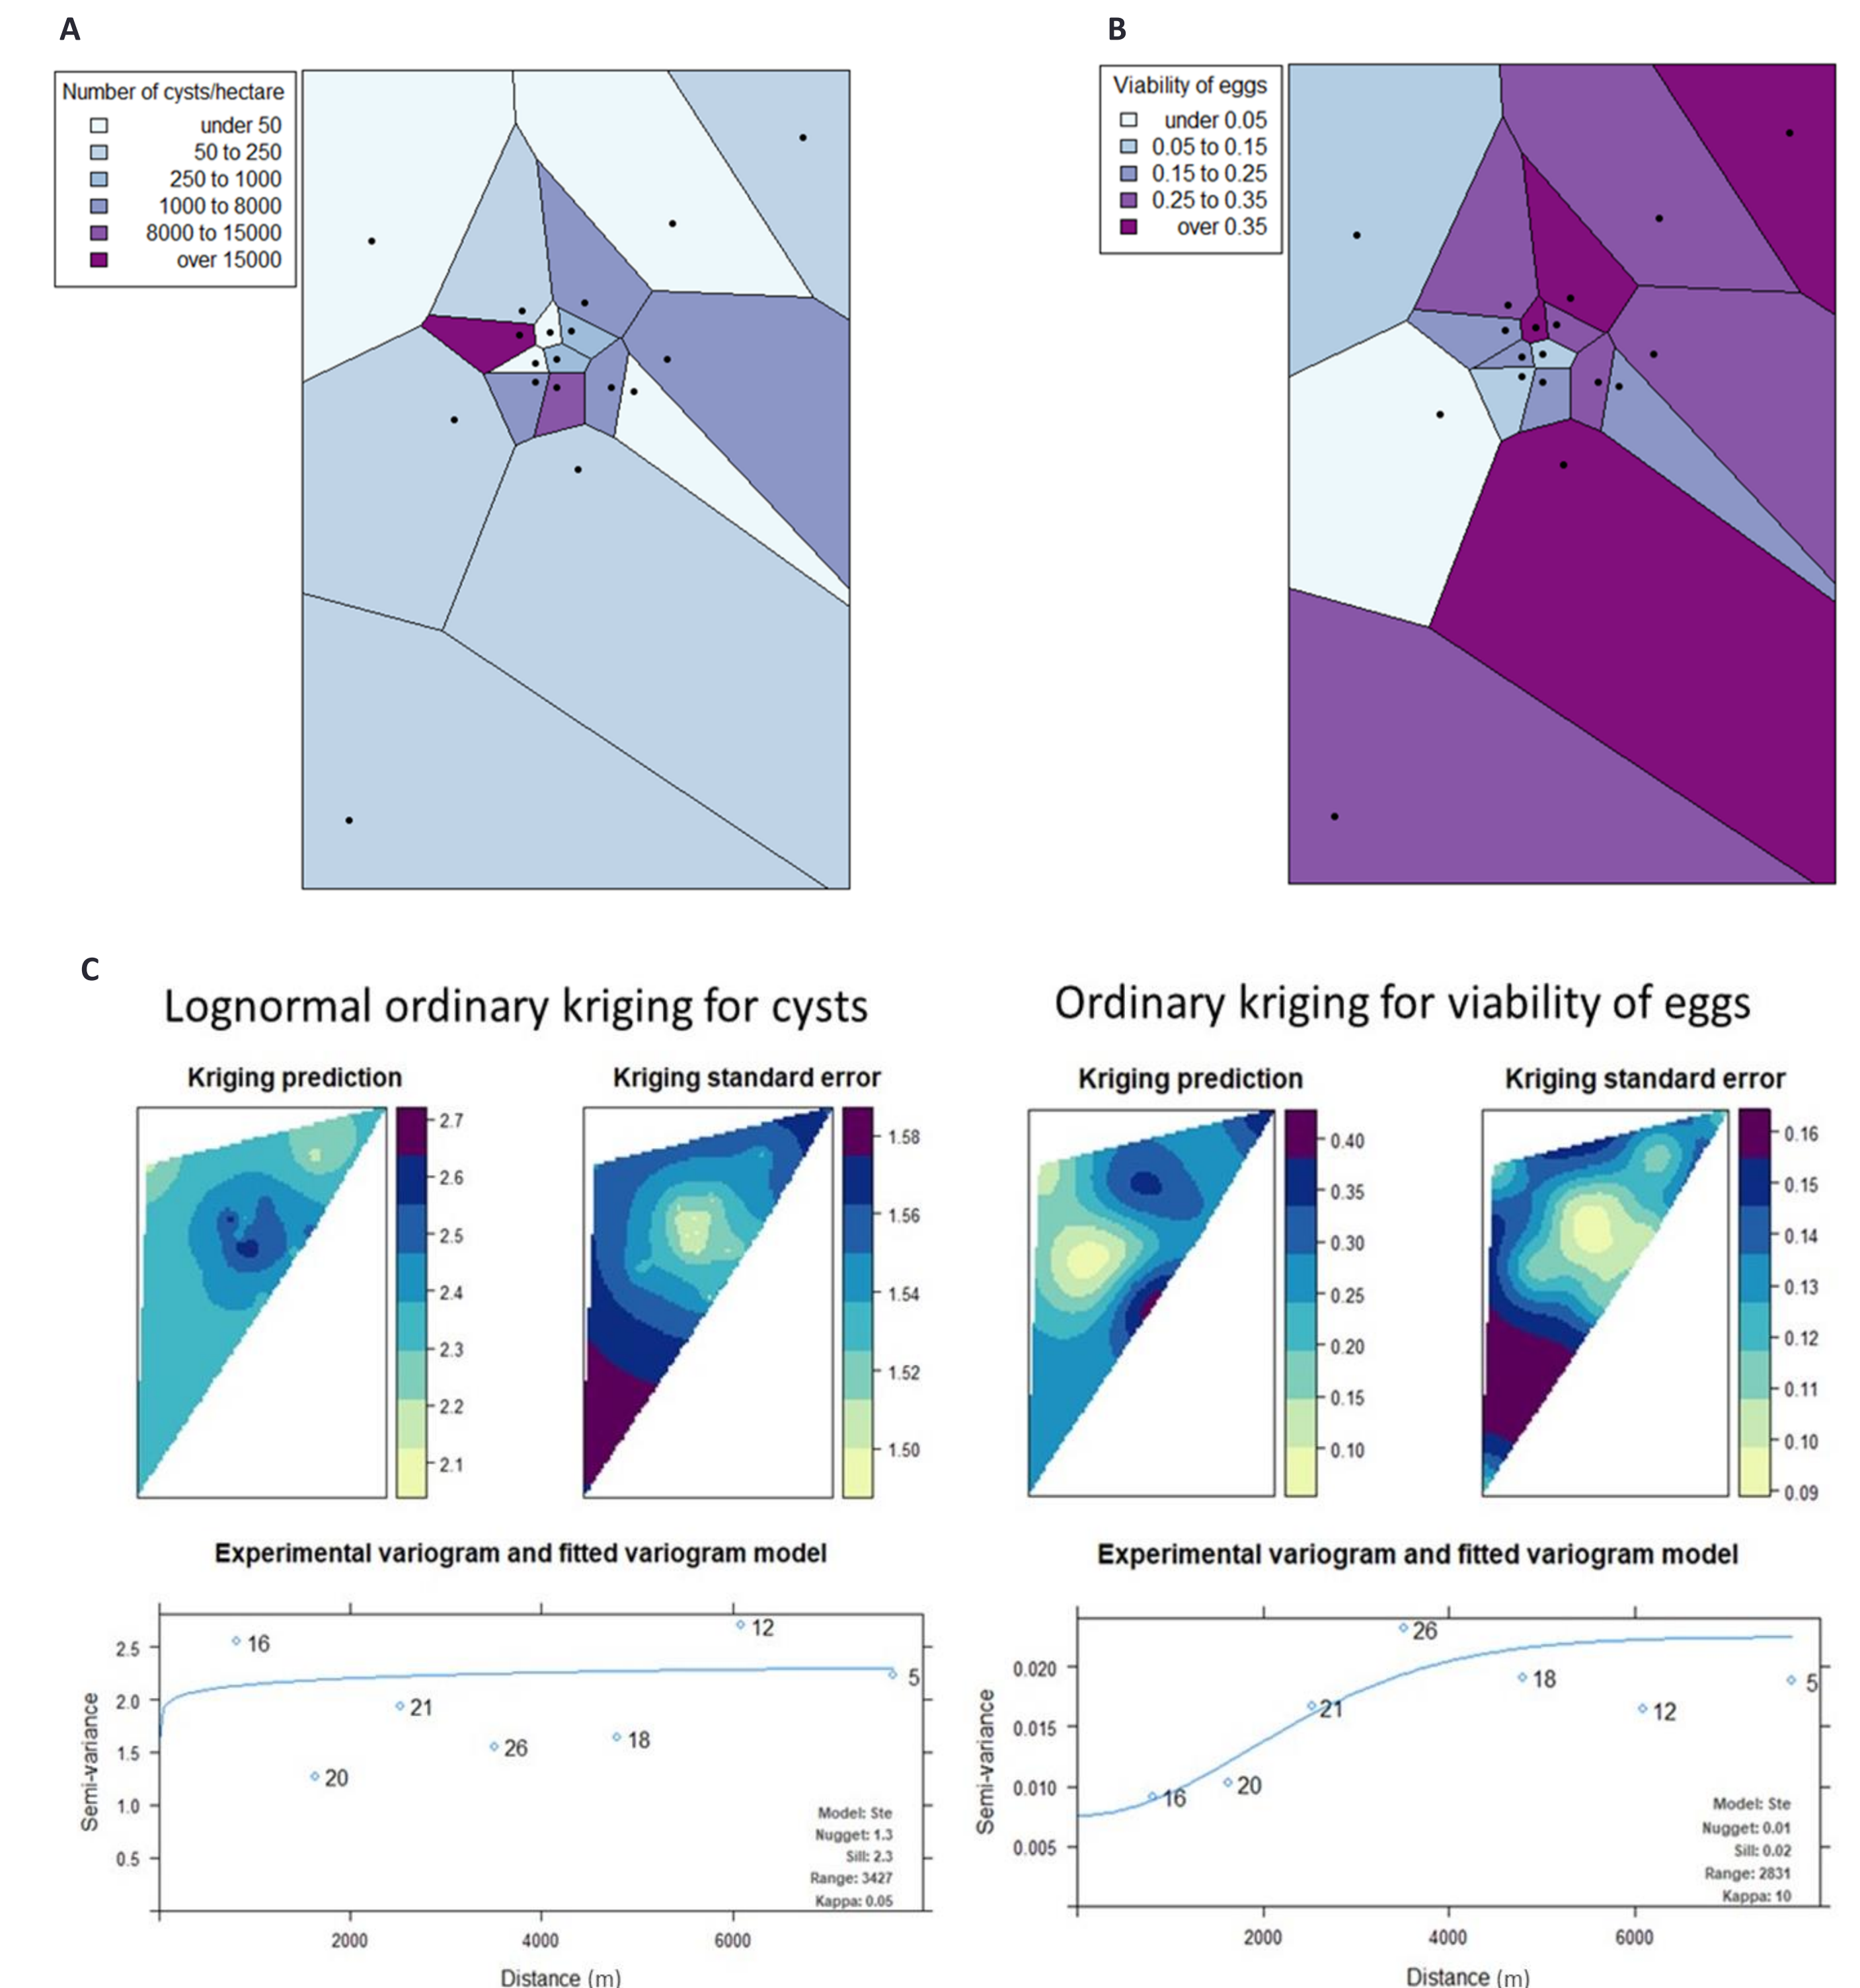 A
Number of cysts/hectare
under 50
50 to 250
250 to 1000
1000 to 8000
8000 to 15000
over 15000
B
Viability of eggs
under 0.05
0.05 to 0.15
0.15 to 0.25
0.25 to 0.35
over 0.35
C
Lognormal ordinary kriging for cysts
Kriging prediction
2.7
2.6
2.5
2.4
2.3
2.2
2.1
Kriging standard error
1.58
1.56
1.54
1.52
1.50
Experimental variogram and fitted variogram model
Semi-variance
2.5
2.0
1.5
1.0
0.5
16
20
21
26
18
12
5
Model: Ste
Nugget: 1.3
Sill: 2.3
Range: 3427
Kappa: 0.05
2000
4000
6000
Distance (m)
Ordinary kriging for viability of eggs
Kriging prediction
0.40
0.35
0.30
0.25
0.20
0.15
0.10
Kriging standard error
0.16
0.15
0.14
0.13
0.12
0.11
0.10
0.09
Experimental variogram and fitted variogram model
Semi-variance
0.020
0.015
0.010
0.005
16
20
21
26
18
12
5
Model: Ste
Nugget: 0.01
Sill: 0.02
Range: 2831
Kappa: 10
2000
4000
6000
Distance (m)